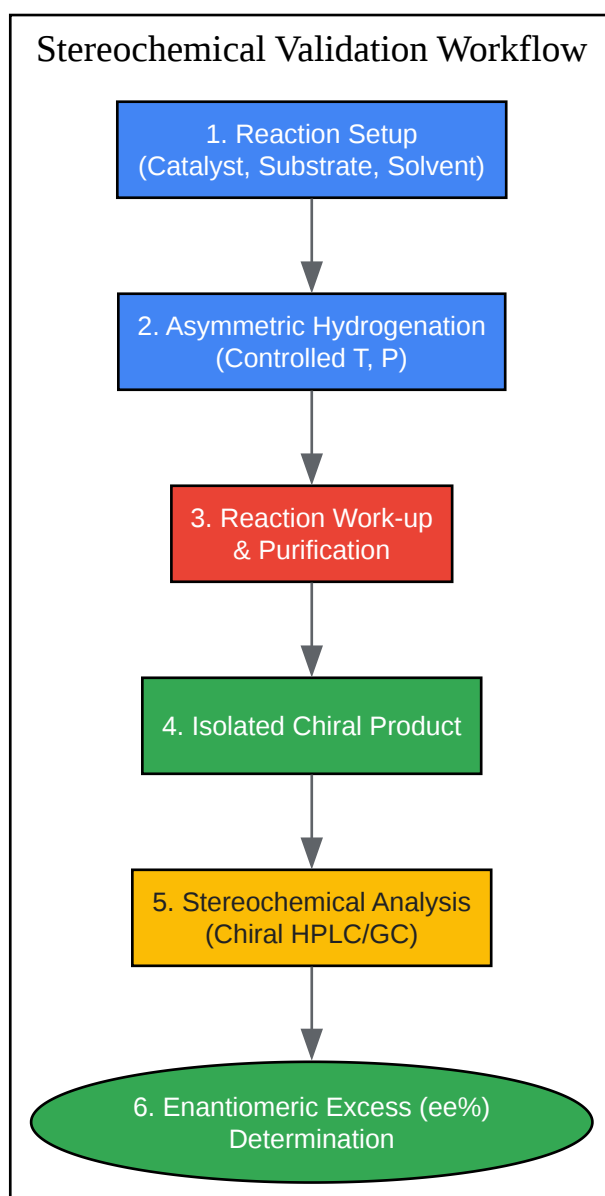 Stereochemical Validation Workflow
1. Reaction Setup
(Catalyst, Substrate, Solvent)
2. Asymmetric Hydrogenation
(Controlled T, P)
3. Reaction Work-up
& Purification
4. Isolated Chiral Product
5. Stereochemical Analysis
(Chiral HPLC/GC)
6. Enantiomeric Excess (ee%)
Determination